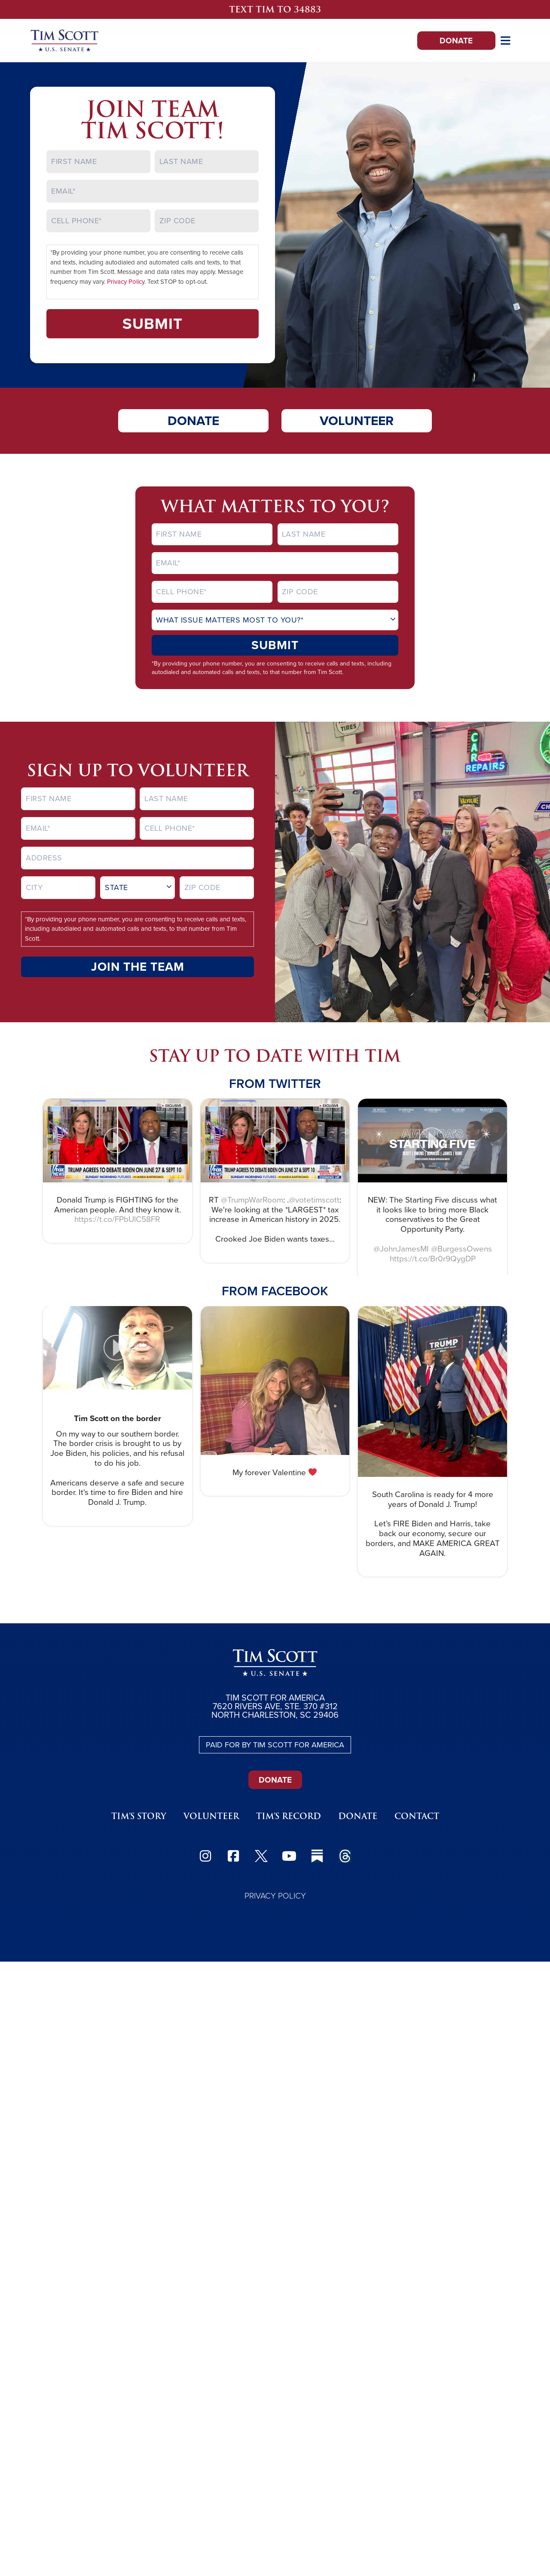 TEXT TIM TO 34883
TIM SCOTT
U.S. SENATE
DONATE
JOIN TEAM
TIM SCOTT!
FIRST NAME
LAST NAME
EMAIL*
CELL PHONE*
ZIP CODE
*By providing your phone number, you are consenting to receive calls
and texts, including autodialed and automated calls and texts, to that
number from Tim Scott. Message and data rates may apply. Message
frequency may vary. Privacy Policy. Text STOP to opt-out.
SUBMIT
DONATE
VOLUNTEER
WHAT MATTERS TO YOU?
FIRST NAME
LAST NAME
EMAIL*
CELL PHONE*
ZIP CODE
WHAT ISSUE MATTERS MOST TO YOU?*
SUBMIT
*By providing your phone number, you are consenting to receive calls and texts, including
autodialed and automated calls and texts, to that number from Tim Scott.
TIRES
CAR
REPAIRS
VALVOLINE
CH
SIGN UP TO VOLUNTEER
FIRST NAME
LAST NAME
EMAIL*
CELL PHONE*
ADDRESS
CITY
STATE
ZIP CODE
*By providing your phone number, you are consenting to receive calls and texts,
including autodialed and automated calls and texts, to that number from Tim
Scott.
JOIN THE TEAM
STAY UP TO DATE WITH TIM
FROM TWITTER
FOX
NEWS
TRUMP AGREES TO DEBATE BIDEN ON JUNE 27 & SEPT 10
SUNDAY MORNING FUTURES
FOX
NEWS
TRUMP AGREES TO DEBATE BIDEN ON JUNE 27 & SEPT 10
SUNDAY MORNING FUTURES
STARTING FIVE
Donald Trump is FIGHTING for the
American people. And they know it.
https://t.co/FPbUIC58FR
RT @TrumpWarRoom: .@votetimscott:
We're looking at the "LARGEST" tax
increase in American history in 2025.
Crooked Joe Biden wants taxes...
NEW: The Starting Five discuss what
it looks like to bring more Black
conservatives to the Great
Opportunity Party.
@JohnJamesMI @BurgessOwens
https://t.co/Br0r9QygDP
FROM FACEBOOK
TRUMP
Tim Scott on the border
On my way to our southern border.
The border crisis is brought to us by
Joe Biden, his policies, and his refusal
to do his job.
Americans deserve a safe and secure
border. It's time to fire Biden and hire
Donald J. Trump.
My forever Valentine ❤️
South Carolina is ready for 4 more
years of Donald J. Trump!
Let's FIRE Biden and Harris, take
back our economy, secure our
borders, and MAKE AMERICA GREAT
AGAIN.
TIM SCOTT
U.S. SENATE
TIM SCOTT FOR AMERICA
7620 RIVERS AVE, STE. 370 #312
NORTH CHARLESTON, SC 29406
PAID FOR BY TIM SCOTT FOR AMERICA
DONATE
TIM'S STORY
VOLUNTEER
TIM'S RECORD
DONATE
CONTACT
PRIVACY POLICY